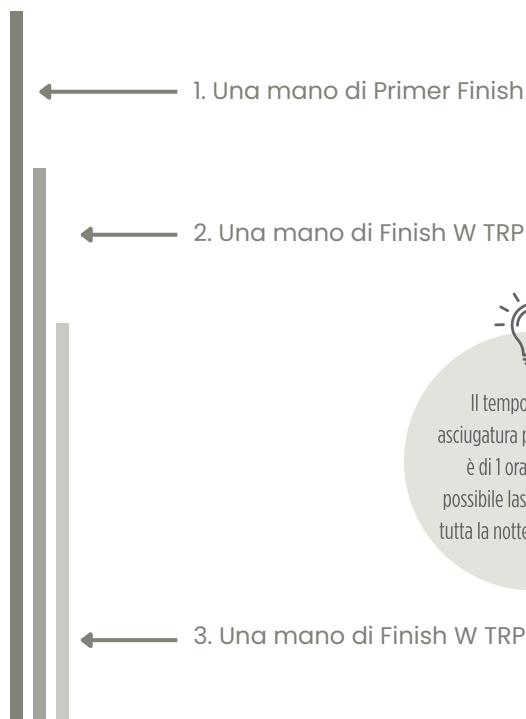 1. Una mano di Primer Finish
2. Una mano di Finish W TRP
Il tempo
asciugatura
è di 1 ora
possibile
tutta la notte
3. Una mano di Finish W TRP